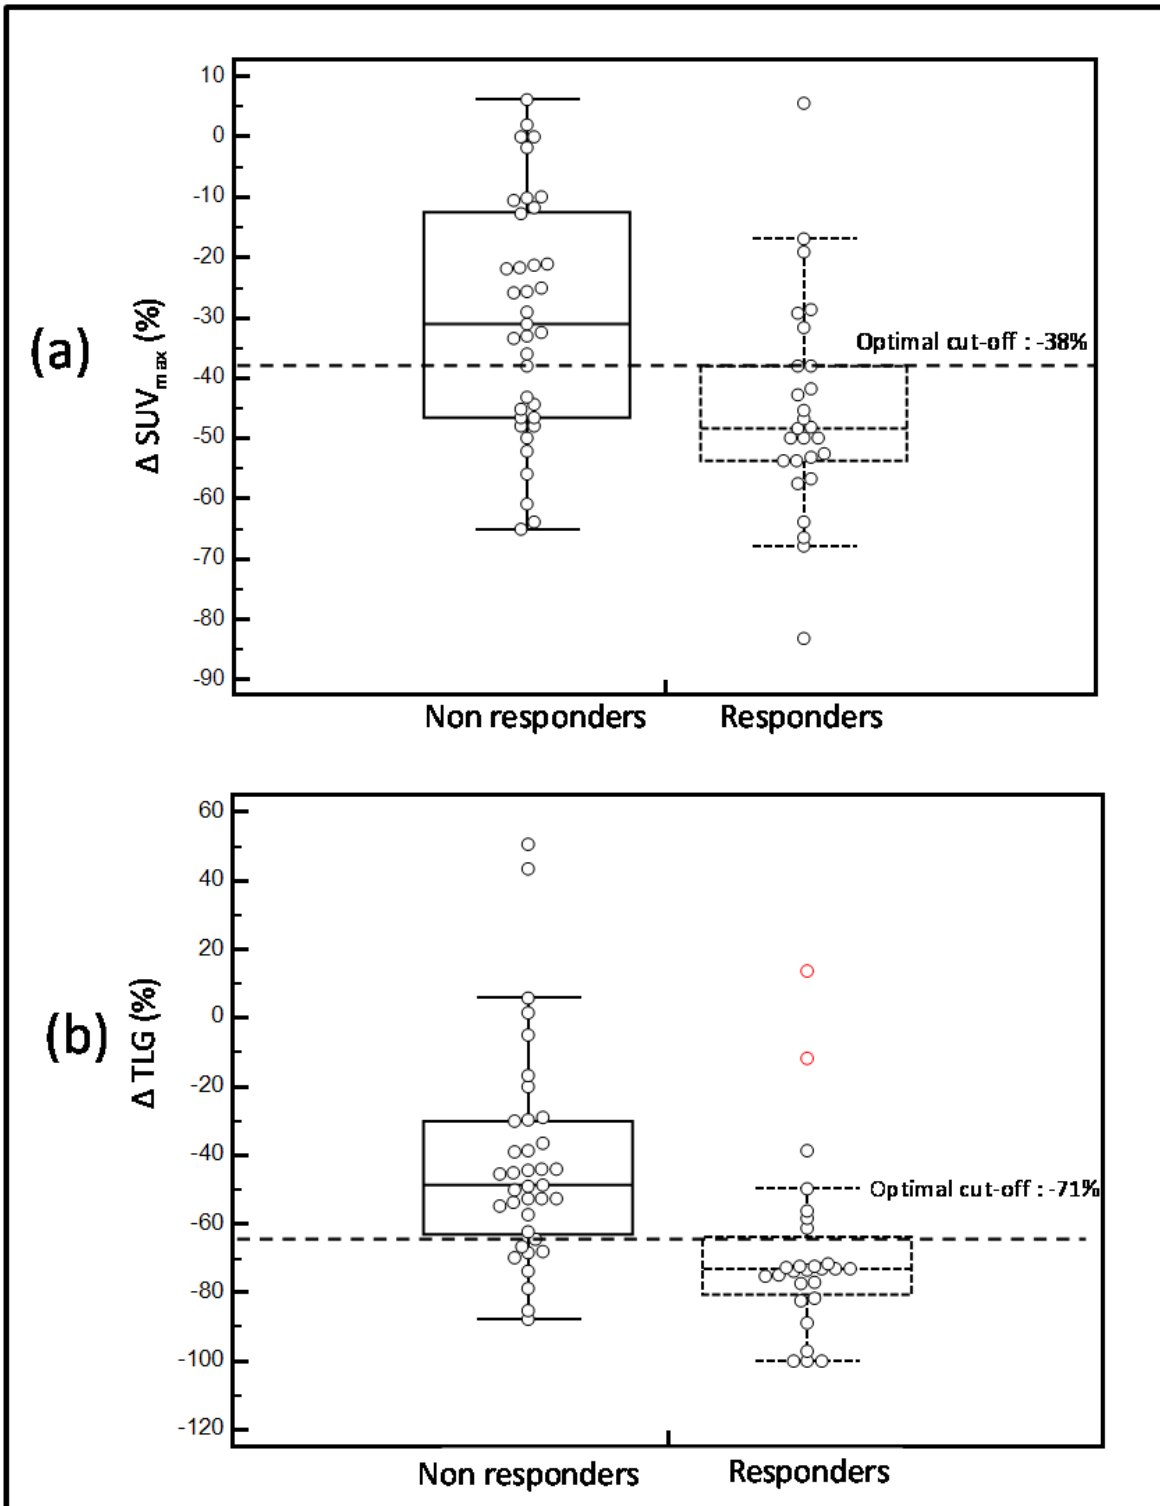 10
0
-10
-20
-30
-40
-50
-60
-70
-80
-90
(a)
Δ SUVmax (%)
Optimal cut-off : -38%
Non responders
Responders
60
40
20
0
-20
-40
-60
-80
-100
-120
(b)
Δ TLG (%)
Optimal cut-off : -71%
Non responders
Responders